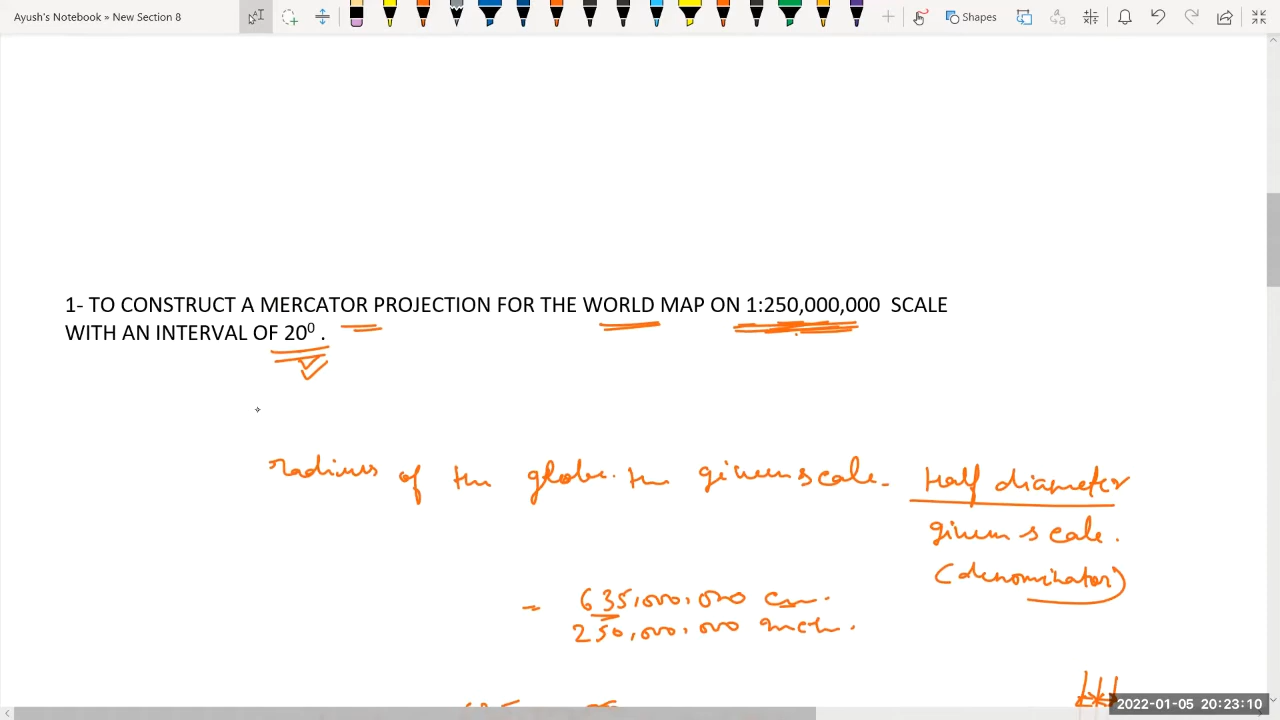 Ayush's Notebook » New Section 8
Shapes
1- TO CONSTRUCT A MERCATOR PROJECTION FOR THE WORLD MAP ON 1:250,000,000 SCALE
WITH AN INTERVAL OF 20⁰ .
radius of the globe. the given scale - Half diameter
given scale.
(denominator)
= 635,000,000 cm.
250,000,000 inch.
2022-01-05 20:23:10